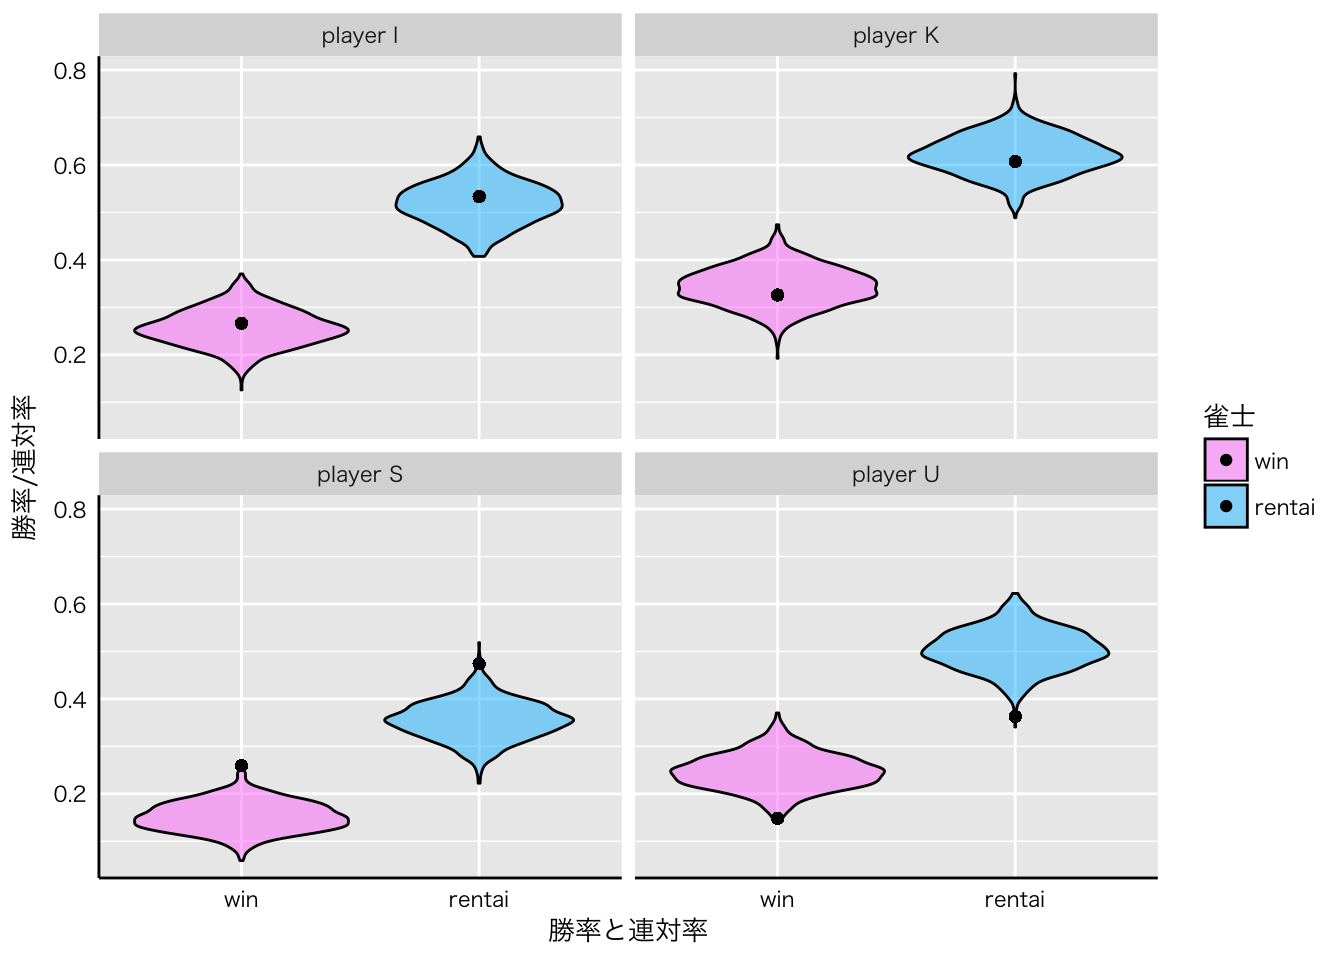 player I
player K
0.8
0.6
0.4
0.2
player S
player U
0.8
0.6
0.4
0.2
win
rentai
win
rentai
勝率と連対率
勝率/連対率
雀士
win
rentai